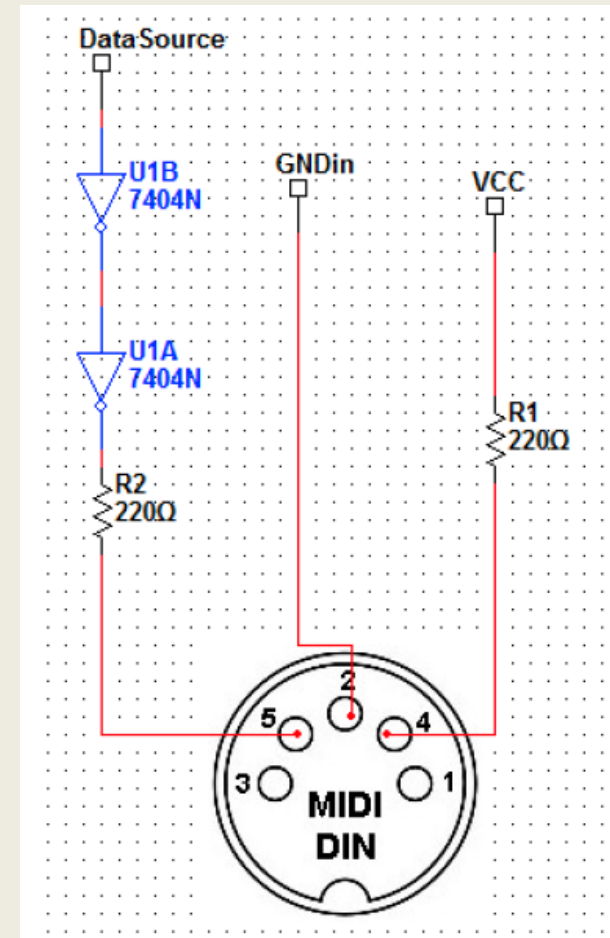 DataSource
U1B
7404N
GNDin
VCC
U1A
7404N
R1
220Ω
R2
220Ω
2
5
4
3
1
MIDI
DIN